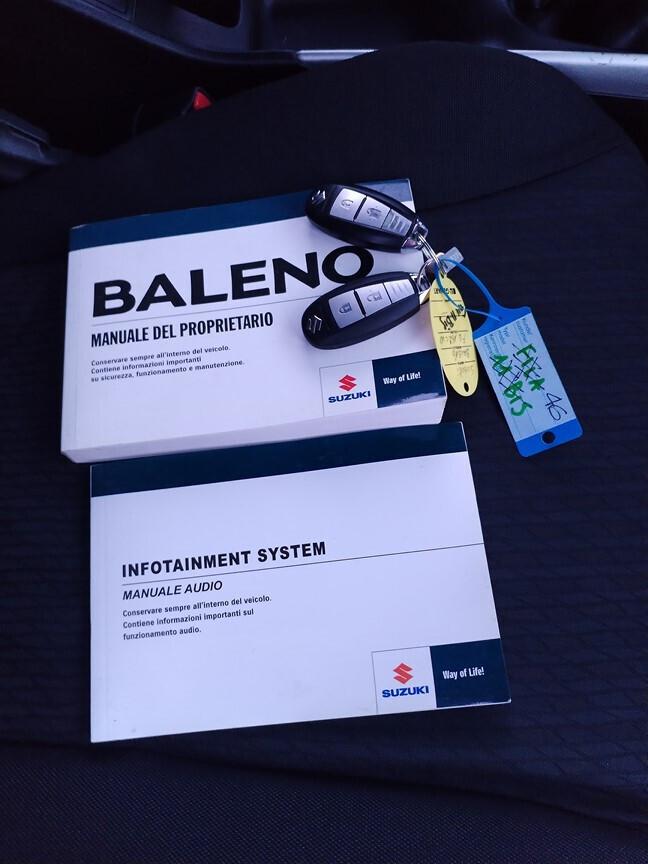 BALENO
MANUALE DEL PROPRIETARIO
Conservare sempre all'interno del veicolo.
Contiene informazioni importanti
su sicurezza, funzionamento e manutenzione.
SUZUKI
Way of Life!
46
INFOTAINMENT SYSTEM
MANUALE AUDIO
Conservare sempre all'interno del veicolo.
Contiene informazioni importanti sul
funzionamento audio.
SUZUKI
Way of Life!